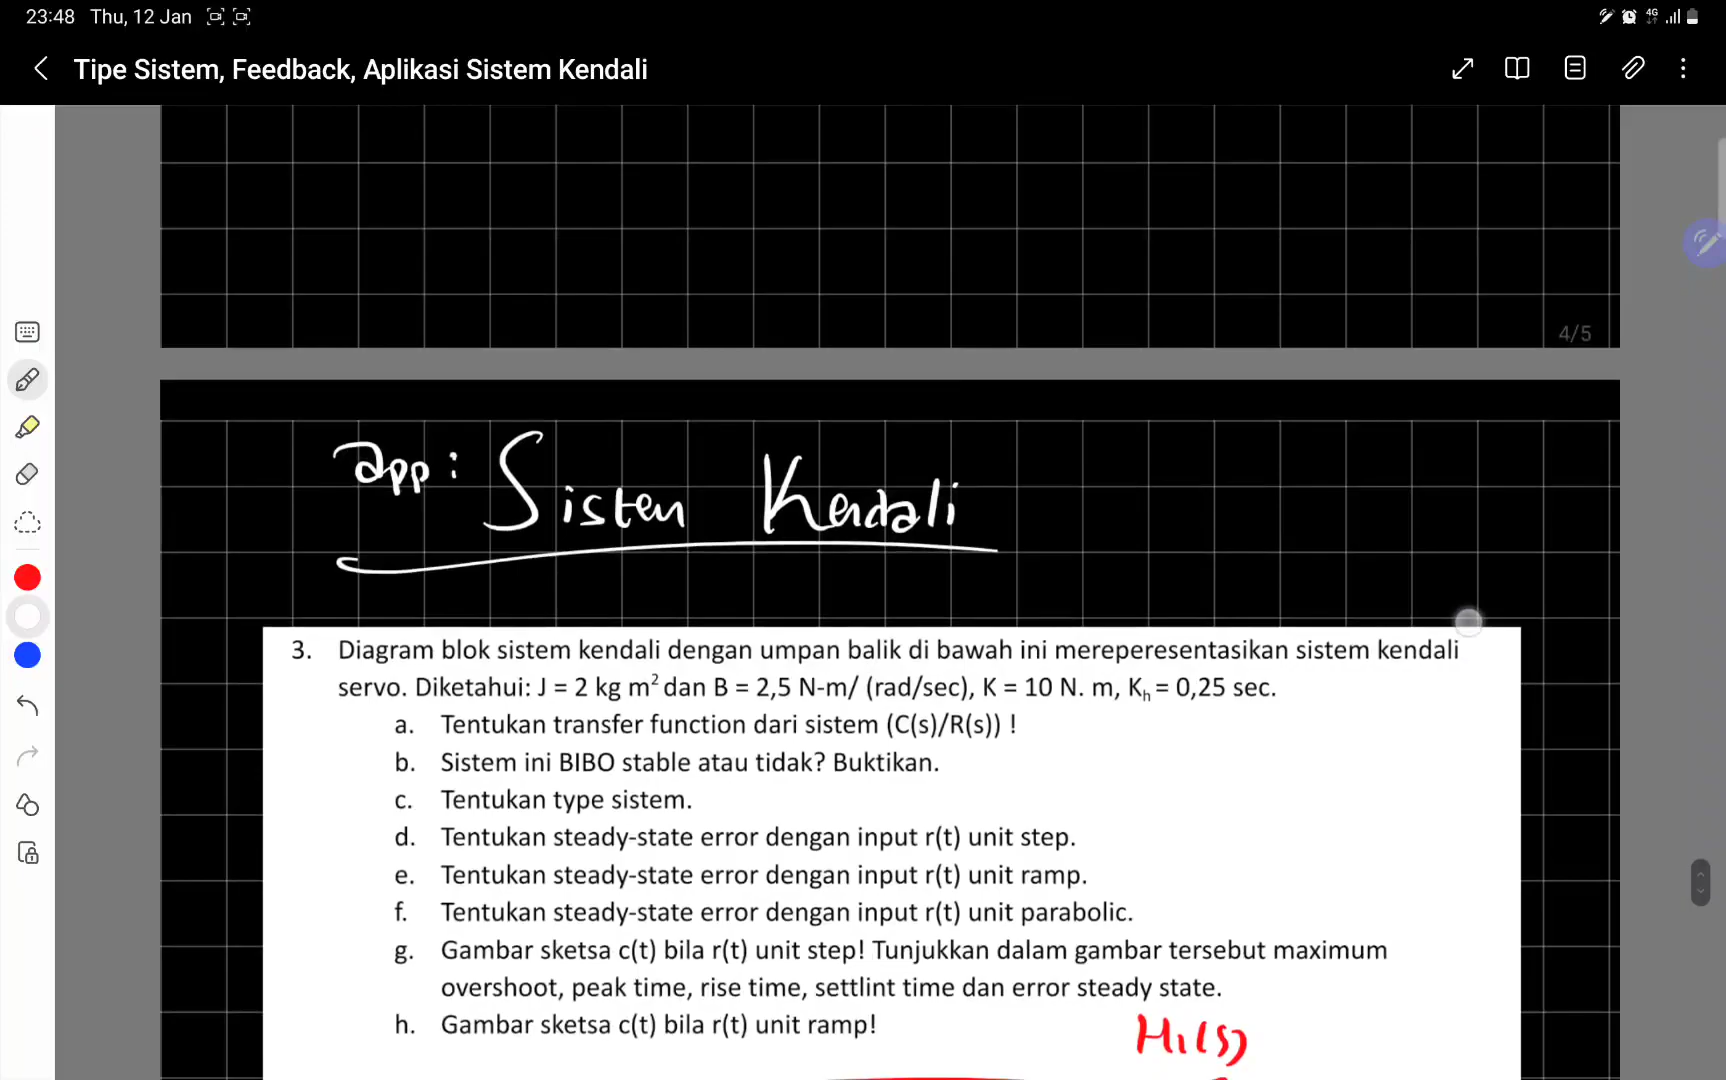 23:48 Thu, 12 Jan
4G
Tipe Sistem, Feedback, Aplikasi Sistem Kendali
4/5
app: Sistem Kendali
3. Diagram blok sistem kendali dengan umpan balik di bawah ini mereperesentasikan sistem kendali
servo. Diketahui: J = 2 kg m² dan B = 2,5 N-m/ (rad/sec), K = 10 N. m, Kₕ = 0,25 sec.
a. Tentukan transfer function dari sistem (C(s)/R(s)) !
b. Sistem ini BIBO stable atau tidak? Buktikan.
c. Tentukan type sistem.
d. Tentukan steady-state error dengan input r(t) unit step.
e. Tentukan steady-state error dengan input r(t) unit ramp.
f. Tentukan steady-state error dengan input r(t) unit parabolic.
g. Gambar sketsa c(t) bila r(t) unit step! Tunjukkan dalam gambar tersebut maximum
overshoot, peak time, rise time, settlint time dan error steady state.
h. Gambar sketsa c(t) bila r(t) unit ramp!
H₁(s)